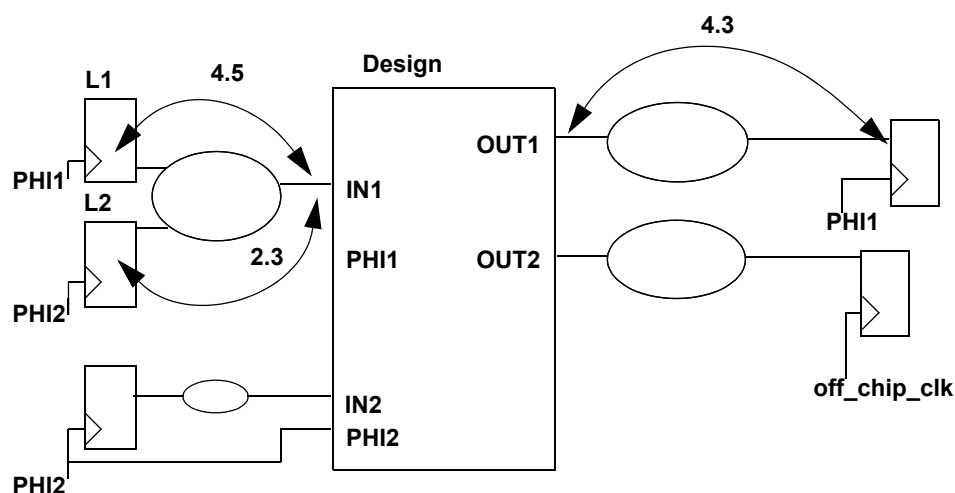 4.3
4.5
Design
L1
OUT1
PHI1
IN1
L2
PHI1
2.3
PHI1
OUT2
PHI2
off_chip_clk
IN2
PHI2
PHI2